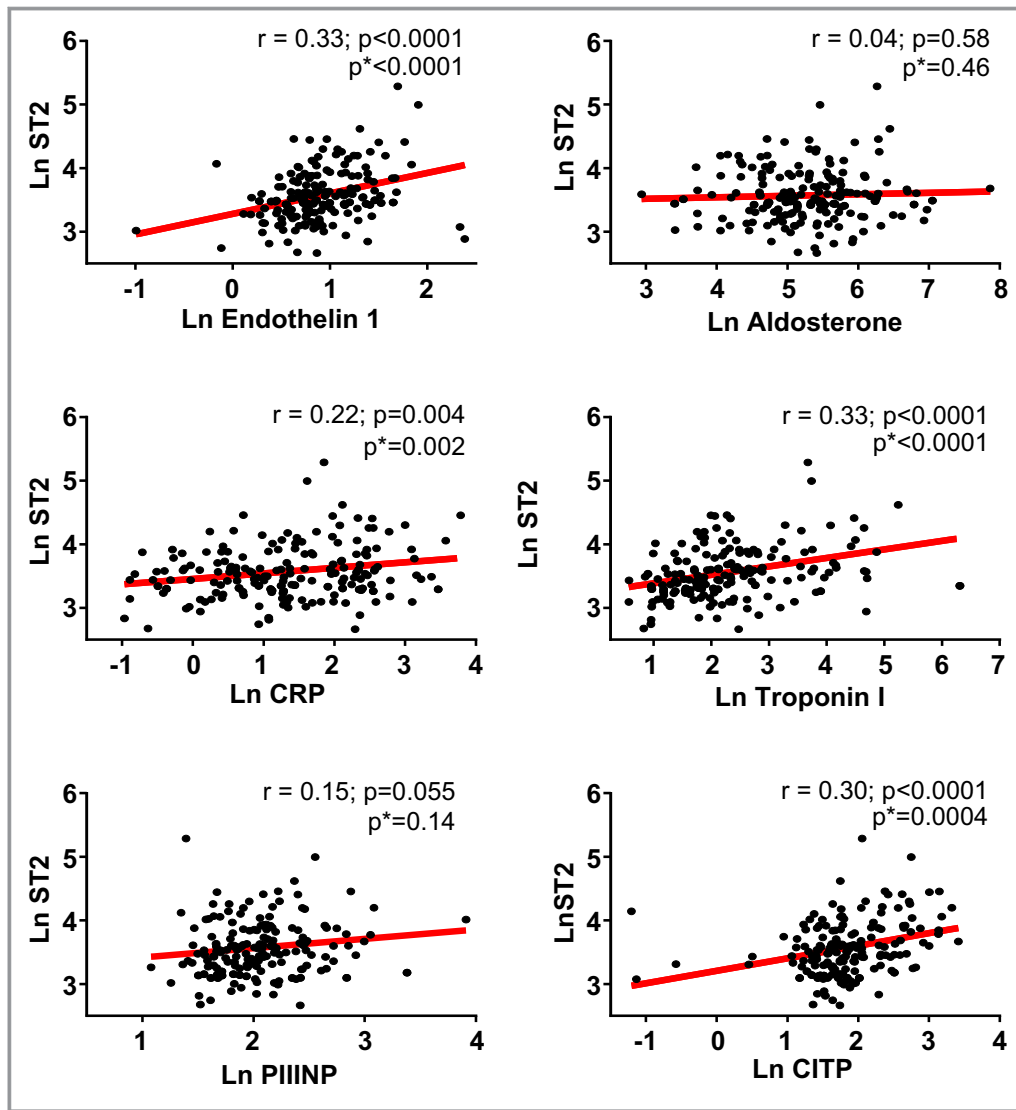 r = 0.33; p<0.0001
p*<0.0001
6
5
4
3
Ln ST2
-1 0 1 2
Ln Endothelin 1
r = 0.04; p=0.58
p*=0.46
6
5
4
3
Ln ST2
3 4 5 6 7 8
Ln Aldosterone
r = 0.22; p=0.004
p*=0.002
6
5
4
3
Ln ST2
-1 0 1 2 3 4
Ln CRP
r = 0.33; p<0.0001
p*<0.0001
6
5
4
3
Ln ST2
1 2 3 4 5 6 7
Ln Troponin I
r = 0.15; p=0.055
p*=0.14
6
5
4
3
Ln ST2
1 2 3 4
Ln PIIINP
r = 0.30; p<0.0001
p*=0.0004
6
5
4
3
LnST2
-1 0 1 2 3 4
Ln CITP